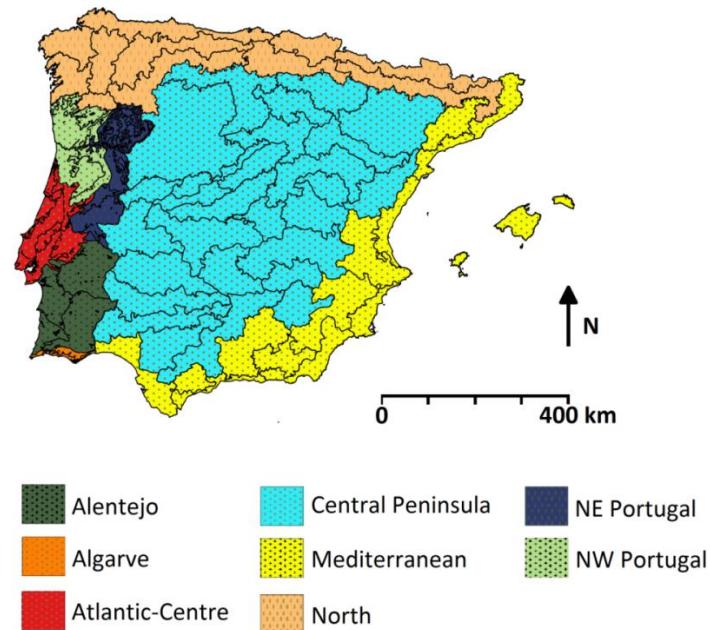 N
0 400 km
Alentejo Central Peninsula NE Portugal
Algarve Mediterranean NW Portugal
Atlantic-Centre North